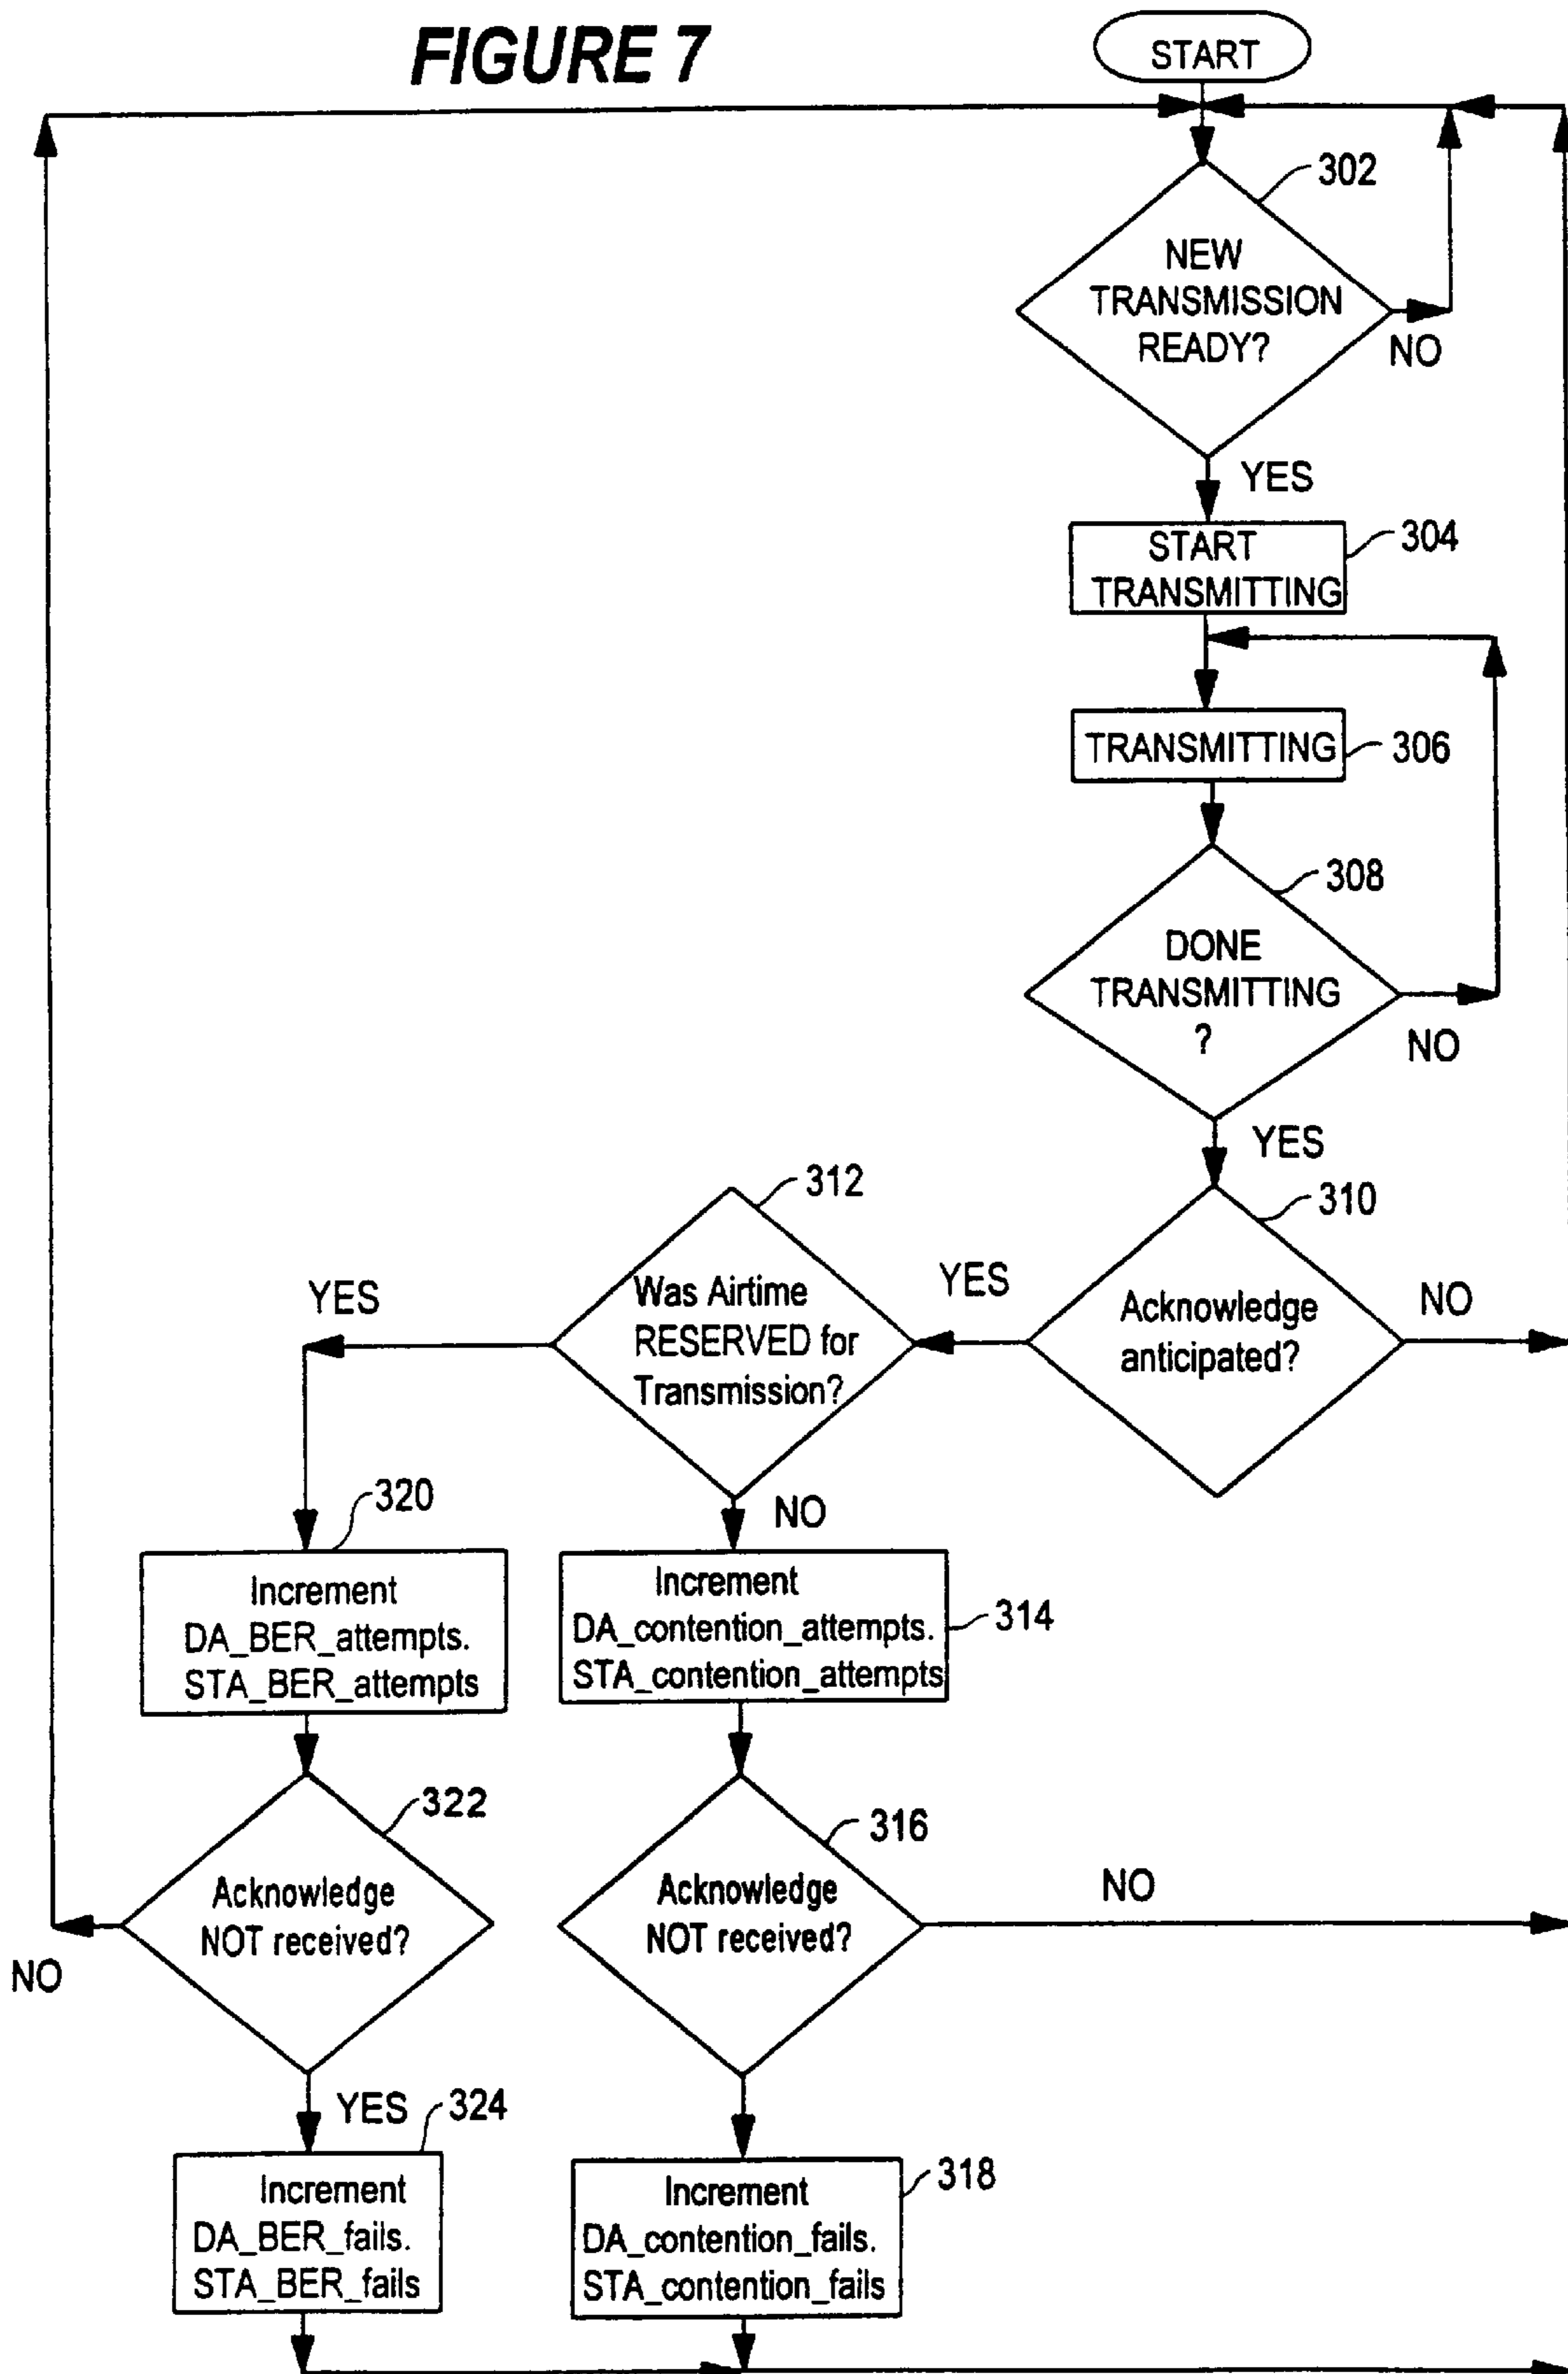 FIGURE 7
START
302
NEW
TRANSMISSION
READY?
NO
YES
START
TRANSMITTING
304
TRANSMITTING
306
308
DONE
TRANSMITTING
?
NO
YES
312
310
YES
Was Airtime
RESERVED for
Transmission?
YES
Acknowledge
anticipated?
NO
320
NO
Increment
DA_BER_attempts.
STA_BER_attempts
Increment
DA_contention_attempts.
STA_contention_attempts
314
322
Acknowledge
NOT received?
NO
316
Acknowledge
NOT received?
NO
YES
324
Increment
DA_BER_fails.
STA_BER_fails
318
Increment
DA_contention_fails.
STA_contention_fails